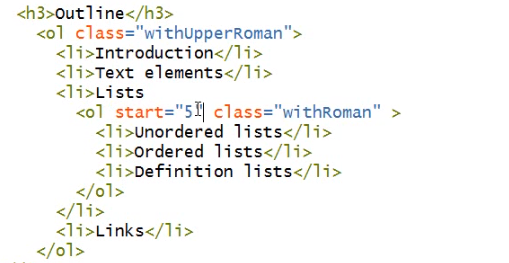 <h3>Outline</h3>
<ol class="withUpperRoman">
<li>Introduction</li>
<li>Text elements</li>
<li>Lists
<ol start="5" class="withRoman" >
<li>Unordered lists</li>
<li>Ordered lists</li>
<li>Definition lists</li>
</ol>
</li>
<li>Links</li>
</ol>